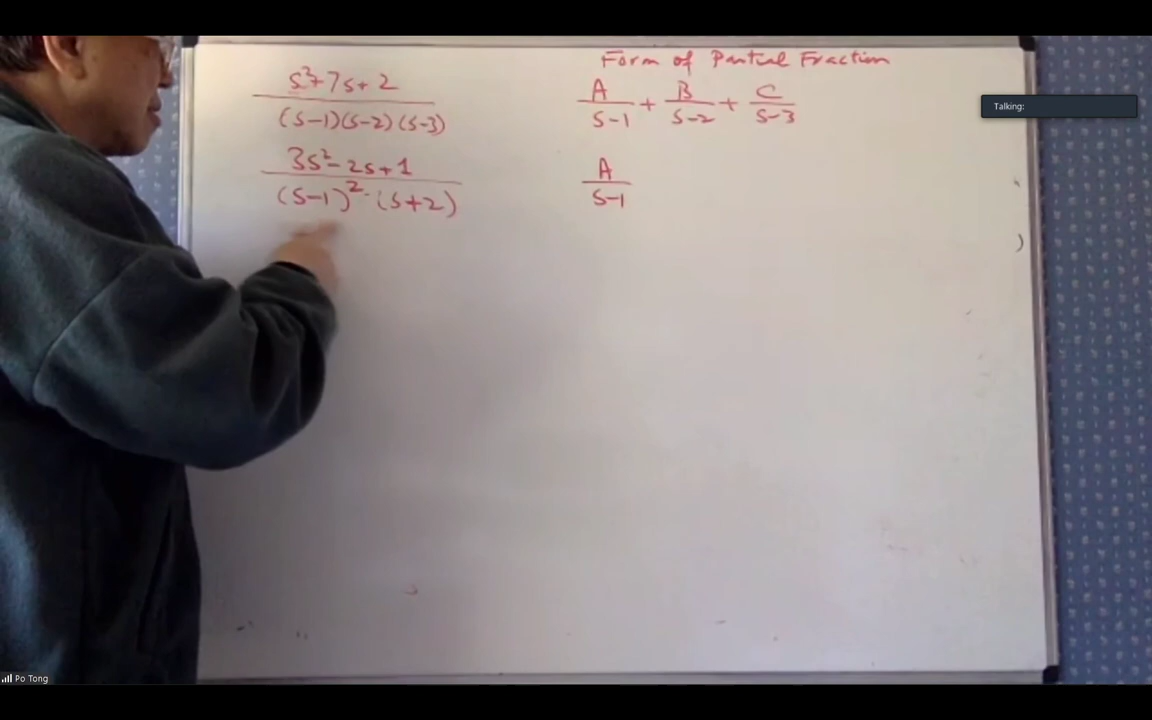 Form of Partial Fraction
s²+7s+2
(s-1)(s-2)(s-3)
A/s-1 + B/s-2 + C/s-3
3s²-2s+1
(s-1)²·(s+2)
A/s-1
Talking:
Po Tong